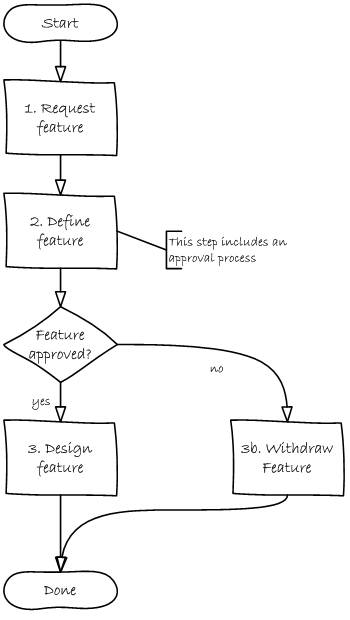 Start
1. Request
feature
2. Define
feature
This step includes an
approval process
Feature
approved?
no
yes
3. Design
feature
3b. Withdraw
Feature
Done